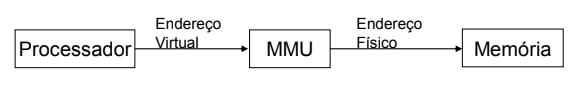 Endereço
Virtual
Endereço
Físico
Processador
MMU
Memória